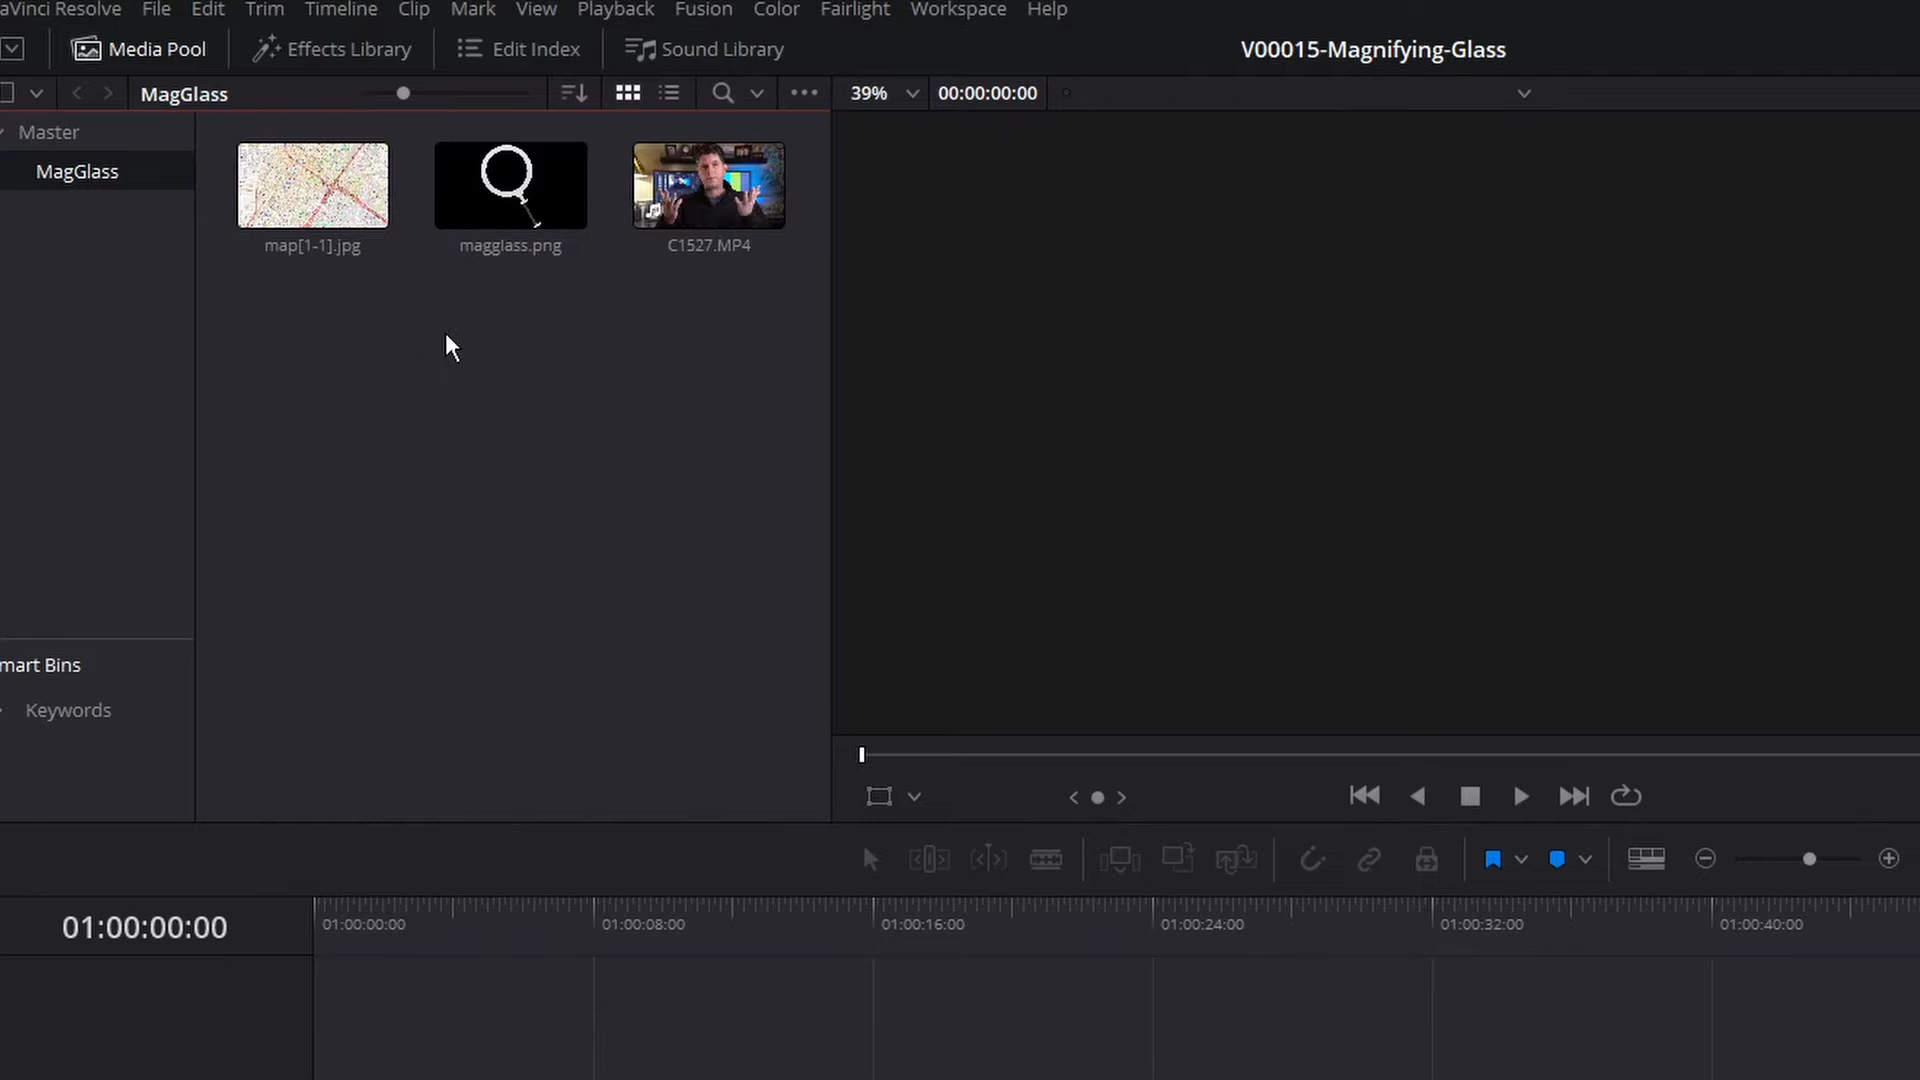 aVinci Resolve File Edit Trim Timeline Clip Mark View Playback Fusion Color Fairlight Workspace Help
Media Pool Effects Library Edit Index Sound Library V00015-Magnifying-Glass
MagGlass 39% 00:00:00:00
Master
MagGlass
map[1-1].jpg magglass.png C1527.MP4
mart Bins
Keywords
01:00:00:00 01:00:00:00 01:00:08:00 01:00:16:00 01:00:24:00 01:00:32:00 01:00:40:00